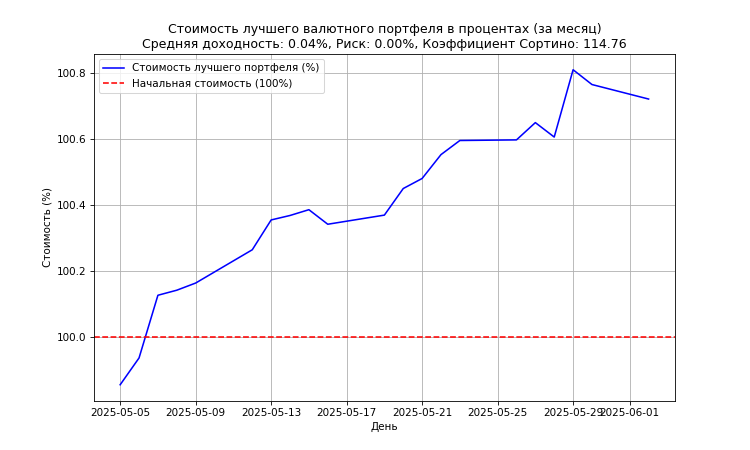 Стоимость лучшего валютного портфеля в процентах (за месяц)
Средняя доходность: 0.04%, Риск: 0.00%, Коэффициент Сортино: 114.76
Стоимость лучшего портфеля (%)
Начальная стоимость (100%)
Стоимость (%)
100.8
100.6
100.4
100.2
100.0
2025-05-05 2025-05-09 2025-05-13 2025-05-17 2025-05-21 2025-05-25 2025-05-29 2025-06-01
День